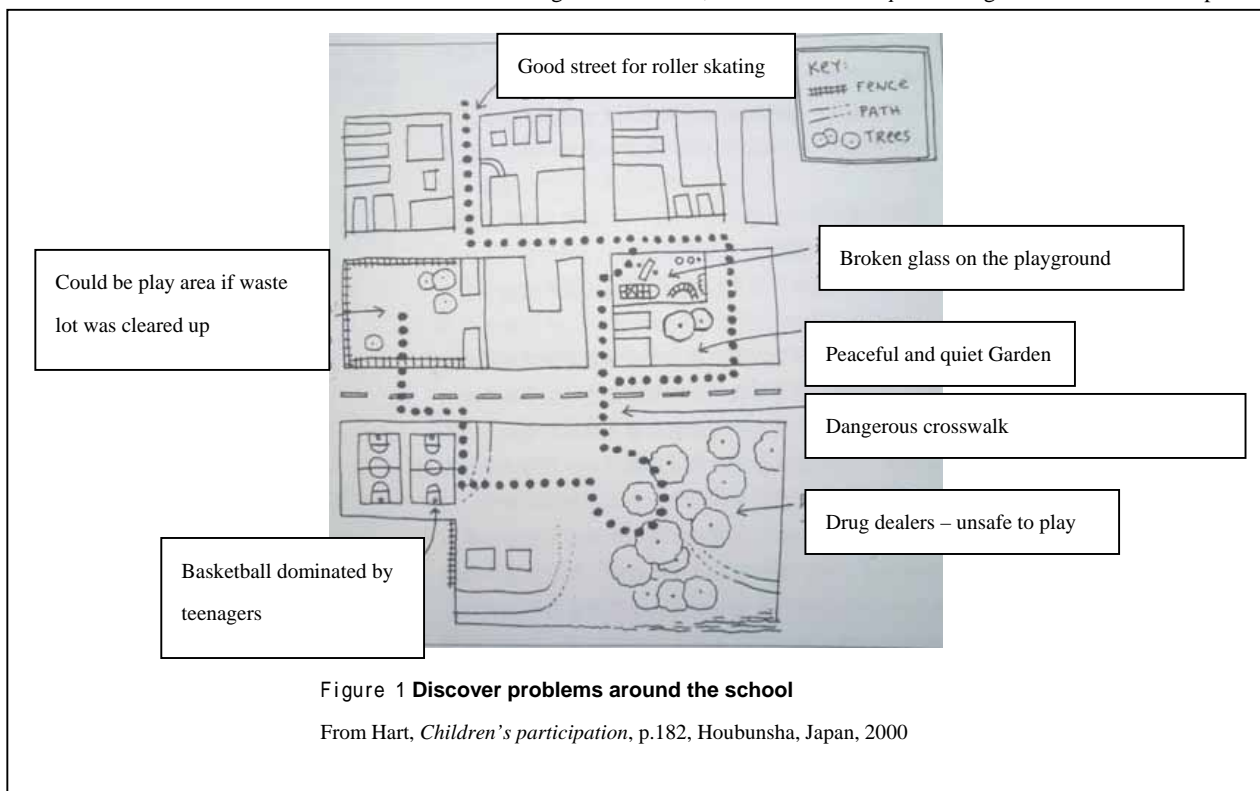 Good street for roller skating
KEY:
FENCE
PATH
TREES
Could be play area if waste
lot was cleared up
Broken glass on the playground
Peaceful and quiet Garden
Dangerous crosswalk
Drug dealers – unsafe to play
Basketball dominated by
teenagers
Figure 1 Discover problems around the school
From Hart, Children's participation, p.182, Houbunsha, Japan, 2000